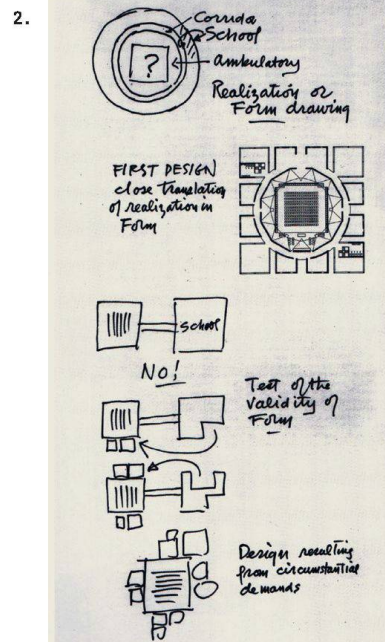 2.
Corridor
School
?
Ambulatory
Realization or
Form drawing
FIRST DESIGN
close translation
of realization in
Form
School
NO!
Test of the
validity of
Form
Design resulting
from circumstantial
demands